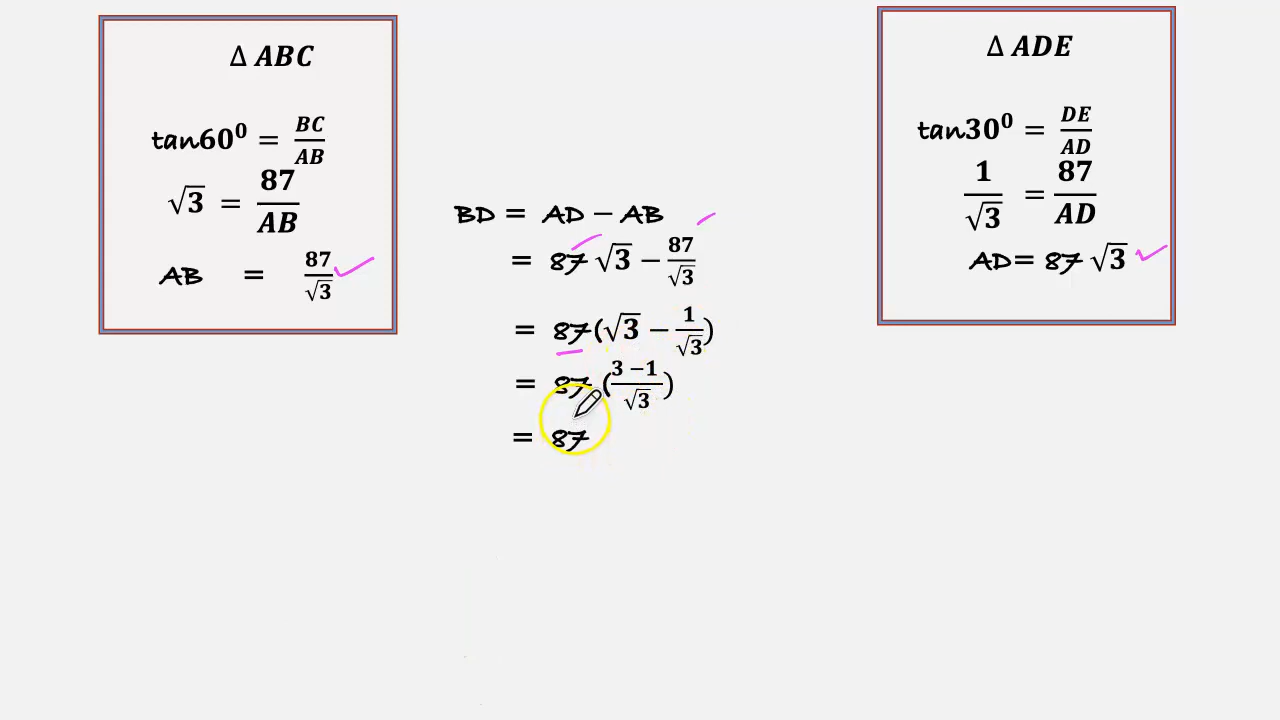 Δ ABC
tan60⁰ = BC/AB
√3 = 87/AB
AB = 87/√3
BD = AD − AB
= 87 √3 − 87/√3
= 87(√3 − 1/√3)
= 87 (3 −1/√3)
= 87
Δ ADE
tan30⁰ = DE/AD
1/√3 = 87/AD
AD= 87 √3